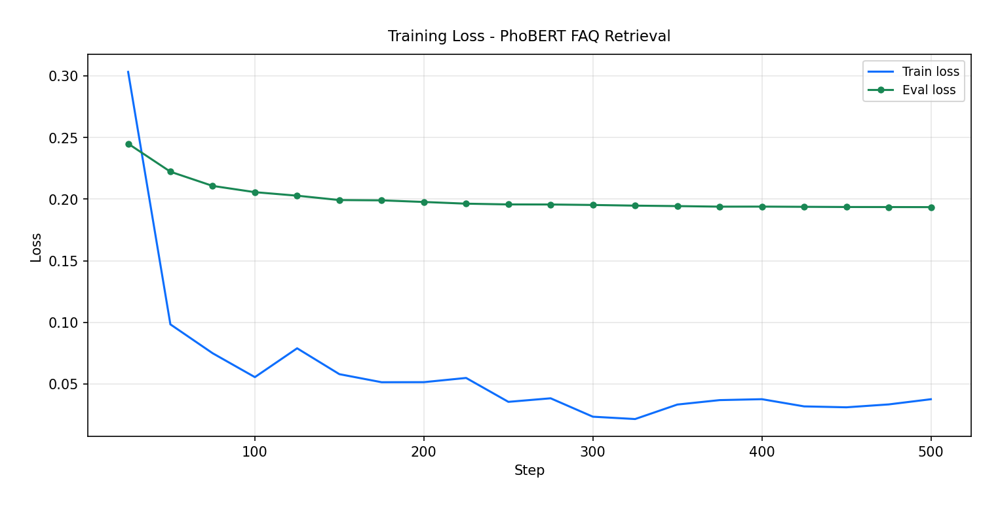 Training Loss - PhoBERT FAQ Retrieval
Train loss
Eval loss
0.30
0.25
0.20
0.15
0.10
0.05
Loss
100 200 300 400 500
Step